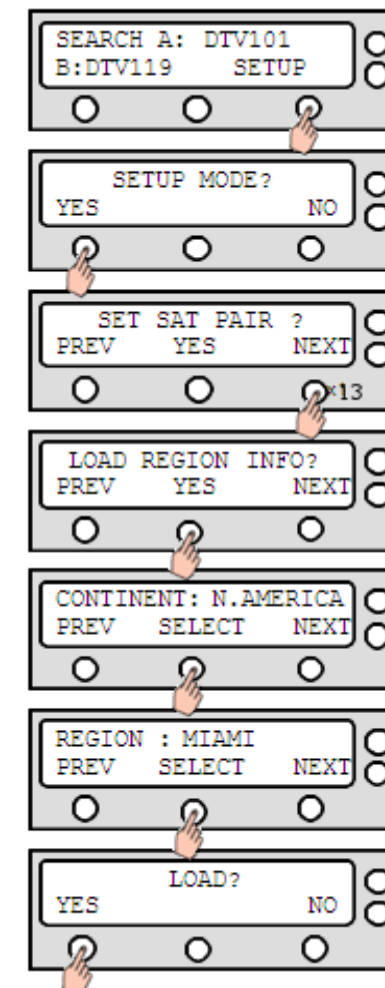 SEARCH A: DTV101
B:DTV119 SETUP
SETUP MODE?
YES NO
SET SAT PAIR ?
PREV YES NEXT
x13
LOAD REGION INFO?
PREV YES NEXT
CONTINENT: N.AMERICA
PREV SELECT NEXT
REGION : MIAMI
PREV SELECT NEXT
LOAD?
YES NO